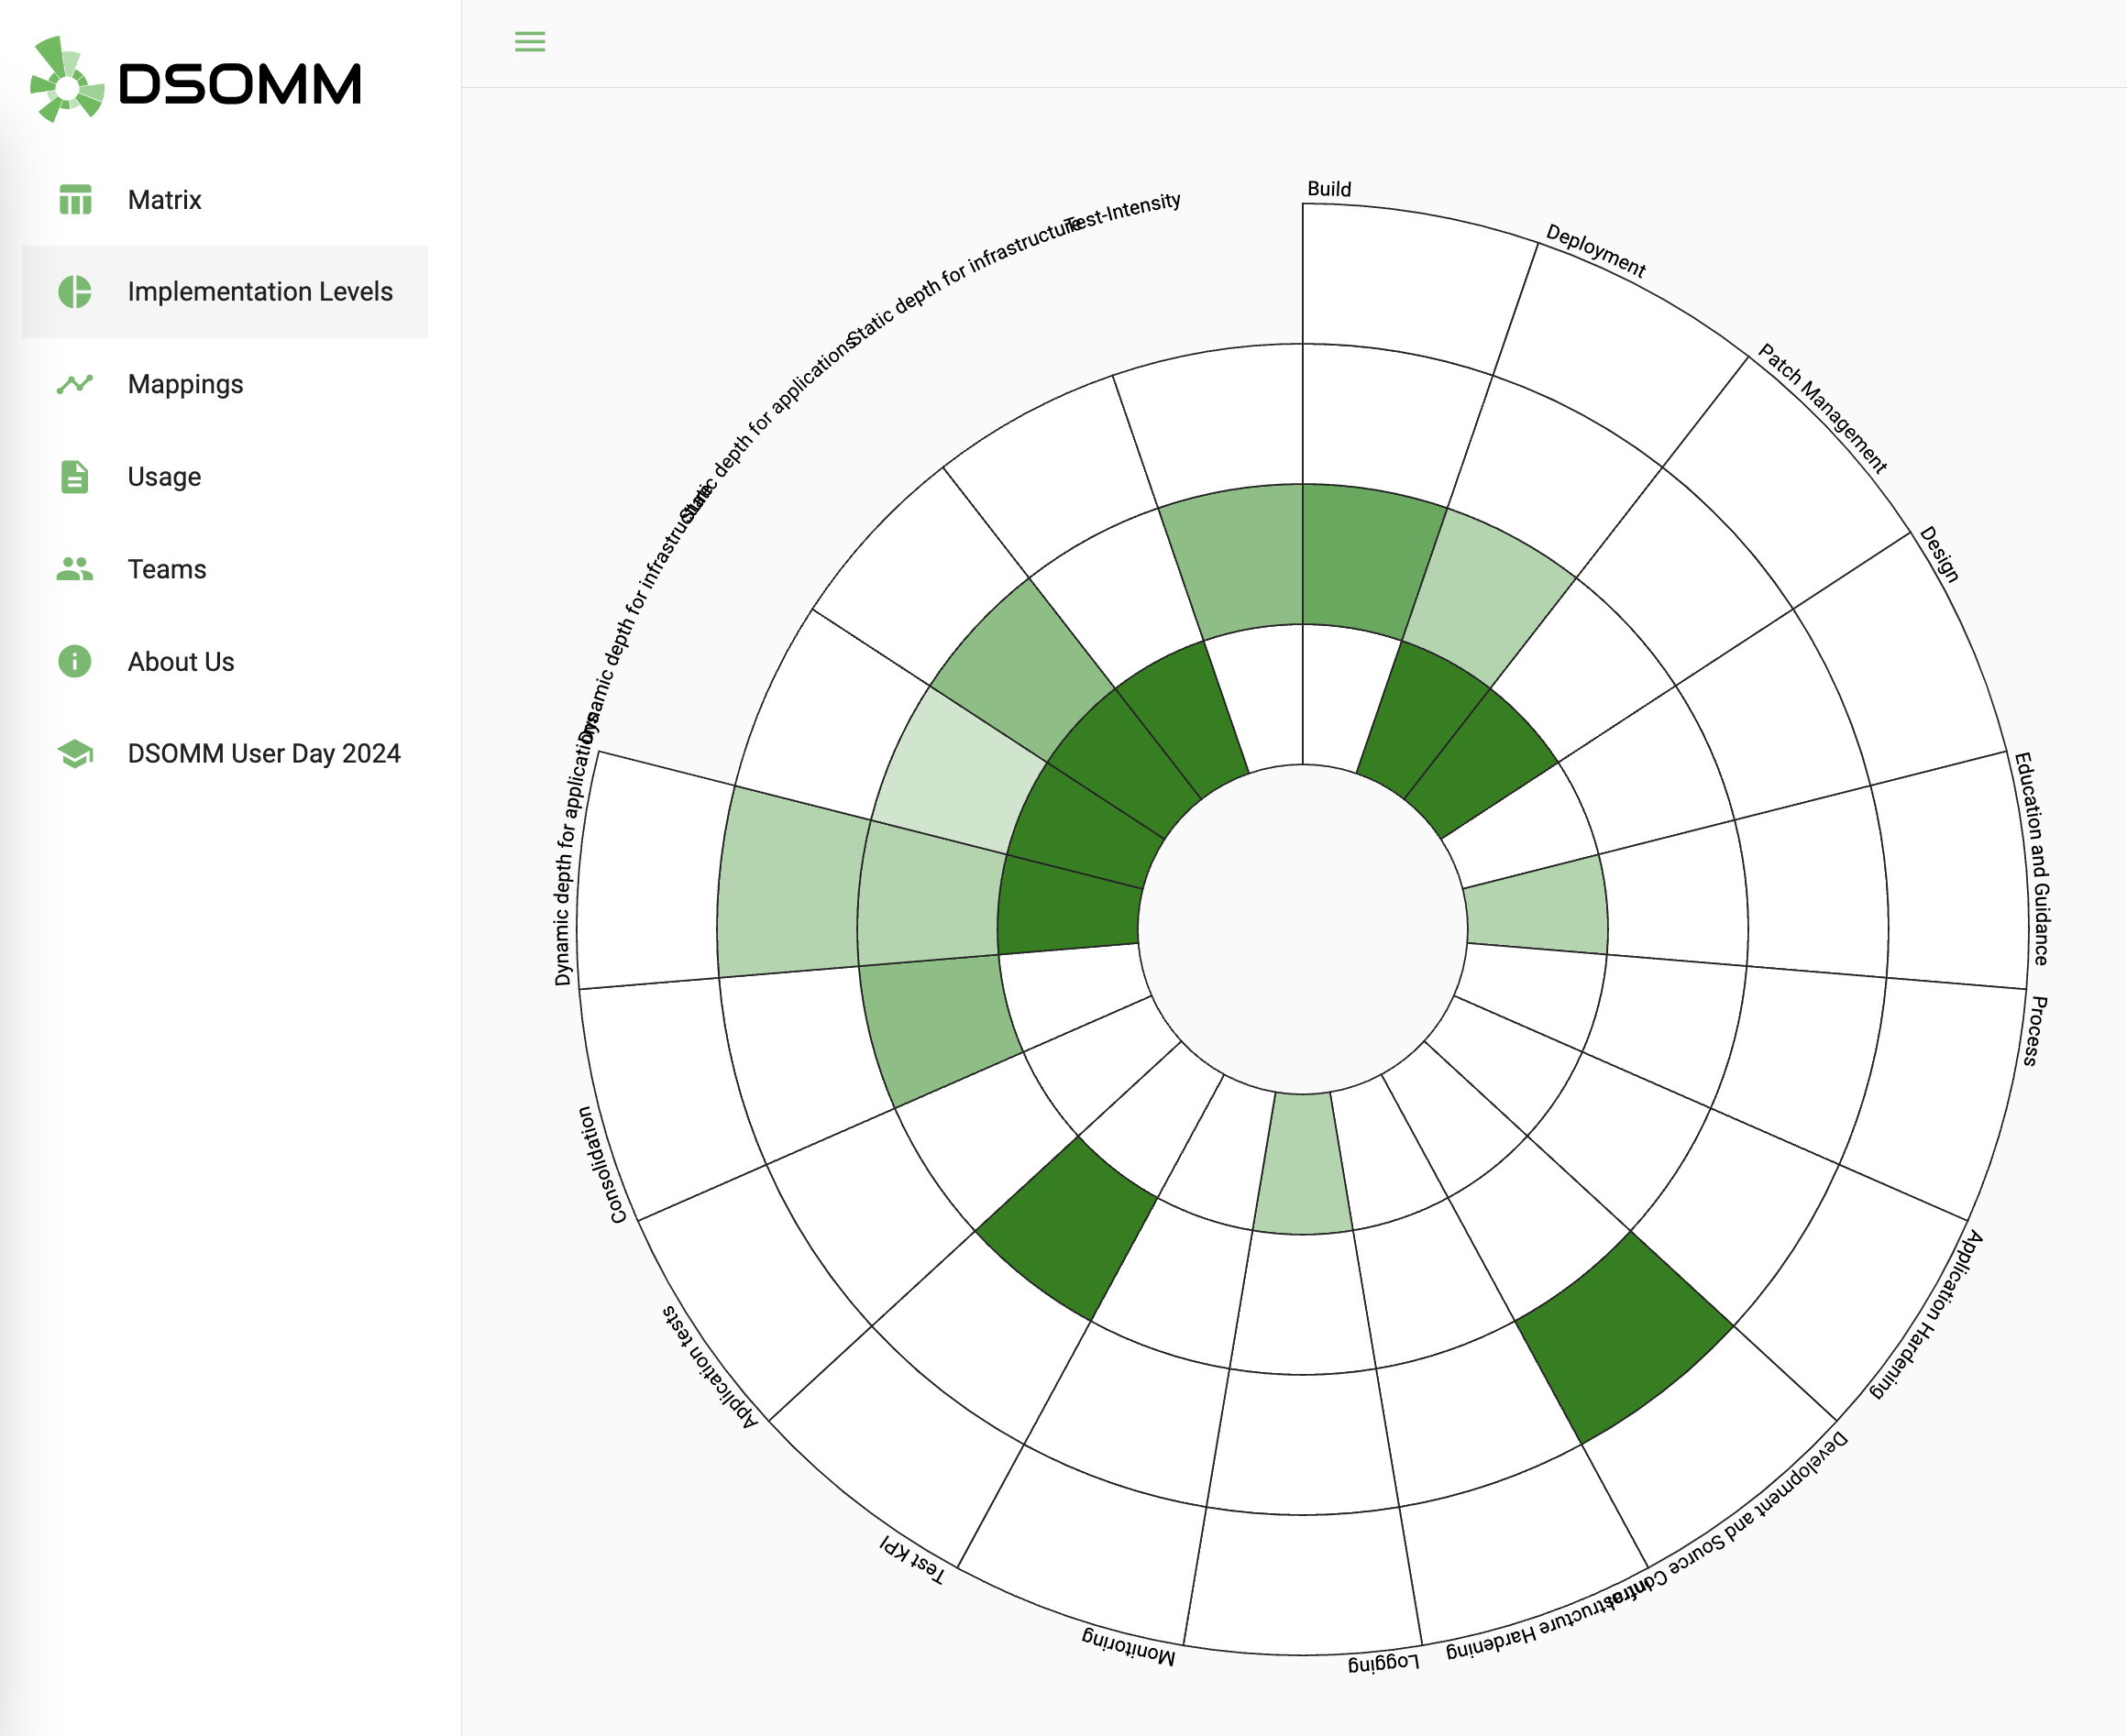 DSOMM
Matrix
Implementation Levels
Mappings
Usage
Teams
About Us
DSOMM User Day 2024
Build
Deployment
Patch Management
Design
Education and Guidance
Process
Application Hardening
Development and Source Control
Infrastructure Hardening
Logging
Monitoring
Test KPI
Application tests
Consolidation
Dynamic depth for applications
Dynamic depth for infrastructure
Static depth for applications
Static depth for infrastructure
Test-Intensity